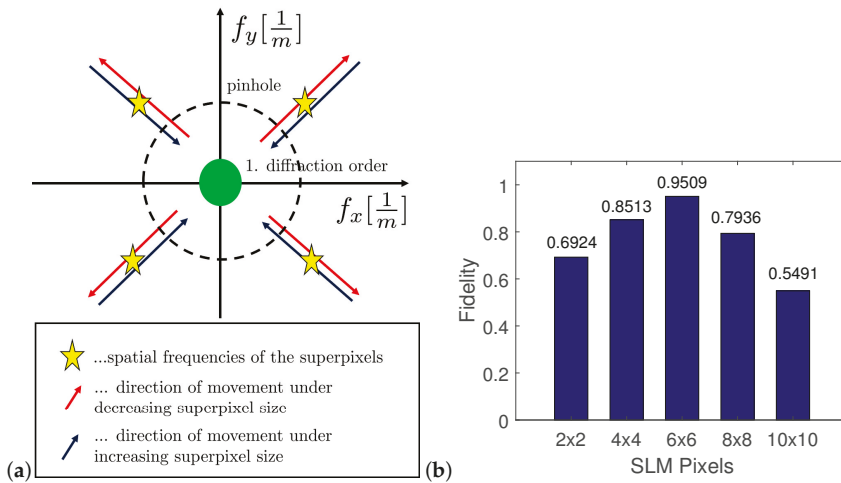 f_y[1/m]
pinhole
1. diffraction order
f_x[1/m]
...spatial frequencies of the superpixels
... direction of movement under
decreasing superpixel size
... direction of movement under
increasing superpixel size
(a)
Fidelity
1
0.8
0.6
0.4
0.2
0
0.6924
0.8513
0.9509
0.7936
0.5491
2x2
4x4
6x6
8x8
10x10
SLM Pixels
(b)